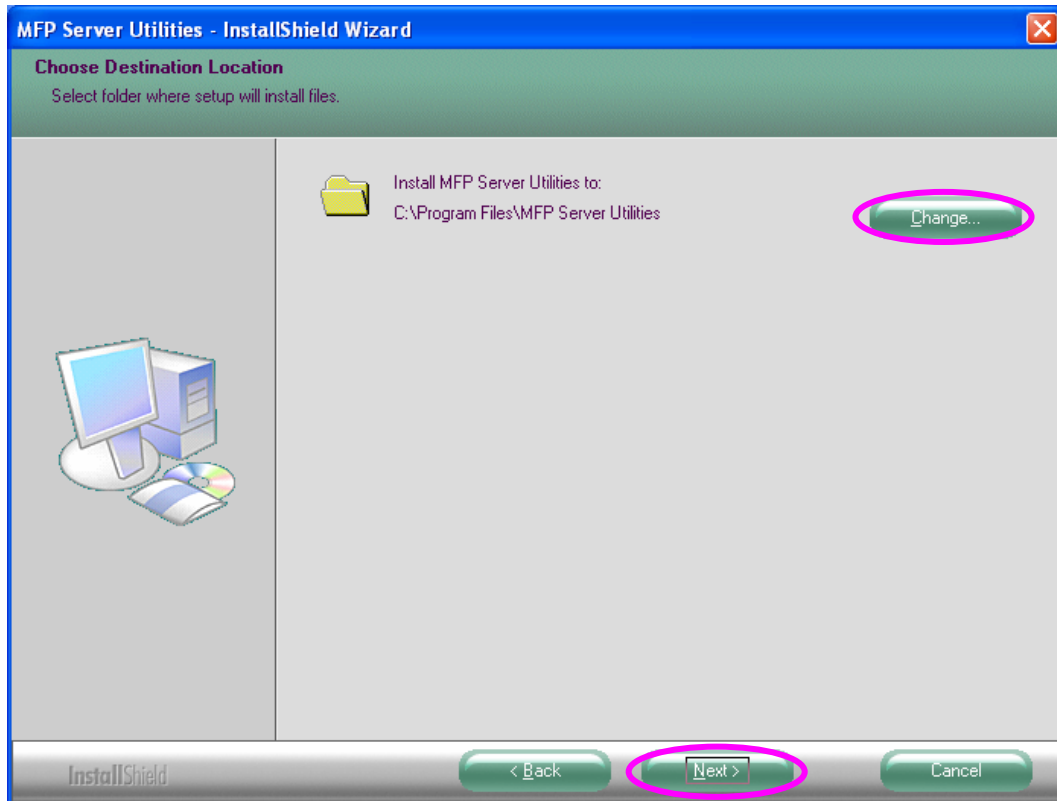 MFP Server Utilities - InstallShield Wizard
Choose Destination Location
Select folder where setup will install files.
Install MFP Server Utilities to:
C:\Program Files\MFP Server Utilities
Change...
InstallShield
< Back
Next >
Cancel